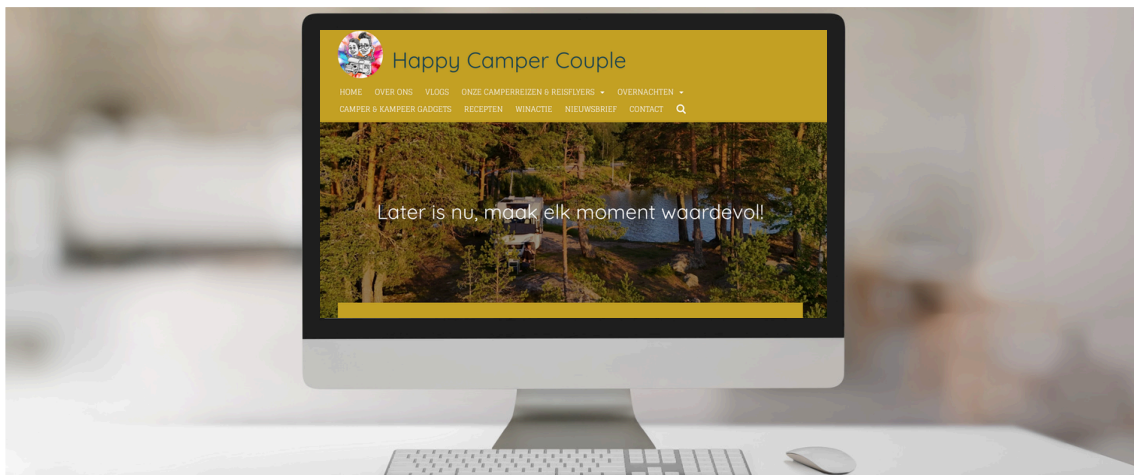 Happy Camper Couple
HOME OVER ONS VLOGS ONZE CAMPERREIZEN & REISFLYERS OVERNACHTEN
CAMPER & KAMPEER GADGETS RECEPTEN WINACTIE NIEUWSBRIEF CONTACT
Later is nu, maak elk moment waardevol!